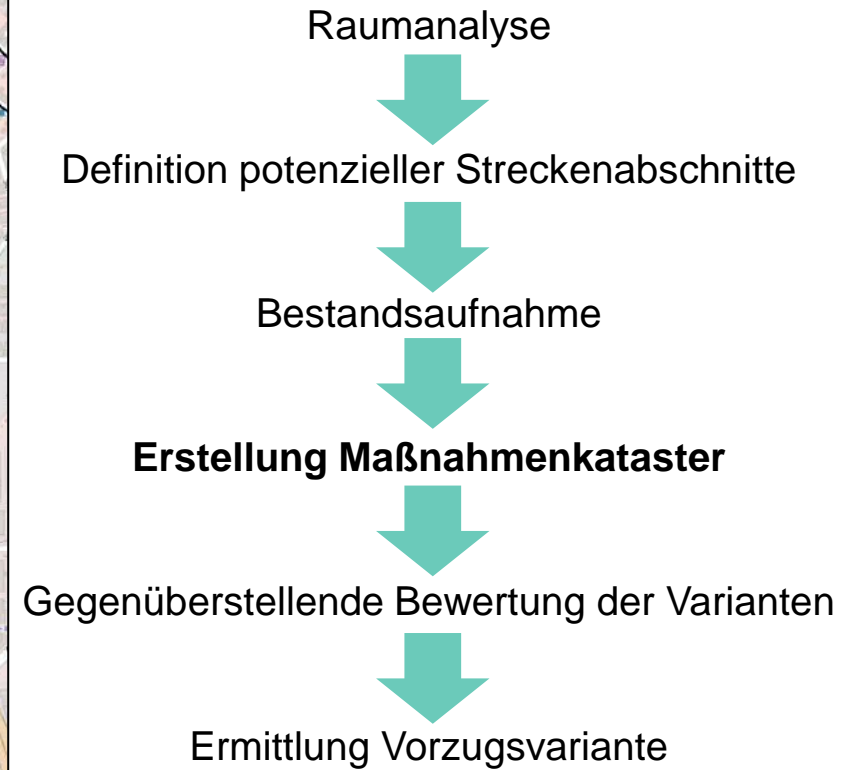 Raumanalyse
Definition potenzieller Streckenabschnitte
Bestandsaufnahme
Erstellung Maßnahmenkataster
Gegenüberstellende Bewertung der Varianten
Ermittlung Vorzugsvariante